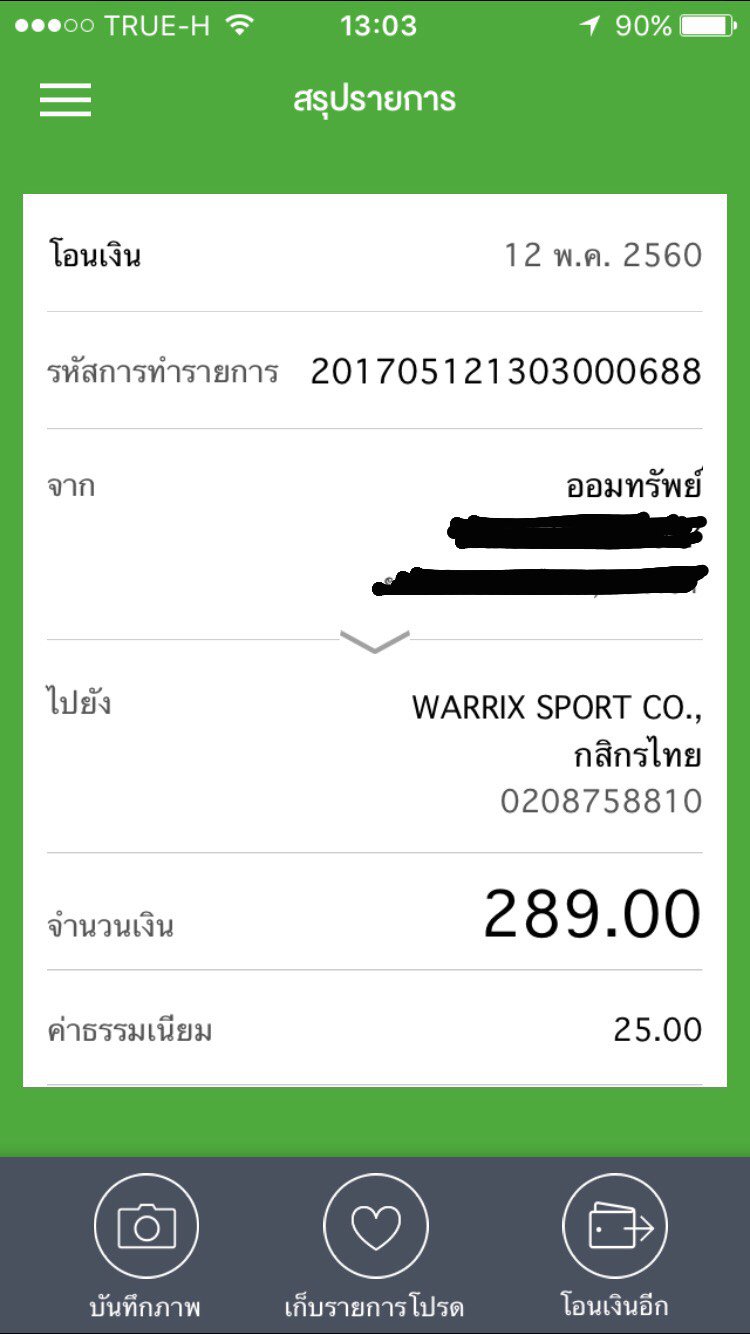 TRUE-H 13:03 90%
สรุปรายการ
โอนเงิน 12 พ.ค. 2560
รหัสการทำรายการ 201705121303000688
จาก ออมทรัพย์
ไปยัง WARRIX SPORT CO.,
กสิกรไทย
0208758810
จำนวนเงิน 289.00
ค่าธรรมเนียม 25.00
บันทึกภาพ เก็บรายการโปรด โอนเงินอีก